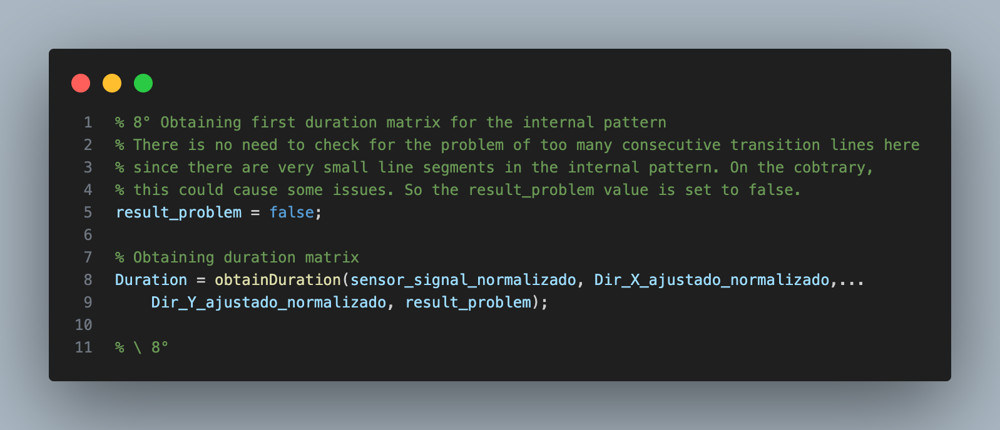 1 % 8° Obtaining first duration matrix for the internal pattern
2 % There is no need to check for the problem of too many consecutive transition lines here
3 % since there are very small line segments in the internal pattern. On the cobtrary,
4 % this could cause some issues. So the result_problem value is set to false.
5 result_problem = false;
6
7 % Obtaining duration matrix
8 Duration = obtainDuration(sensor_signal_normalizado, Dir_X_ajustado_normalizado,...
9     Dir_Y_ajustado_normalizado, result_problem);
10
11 % \ 8°